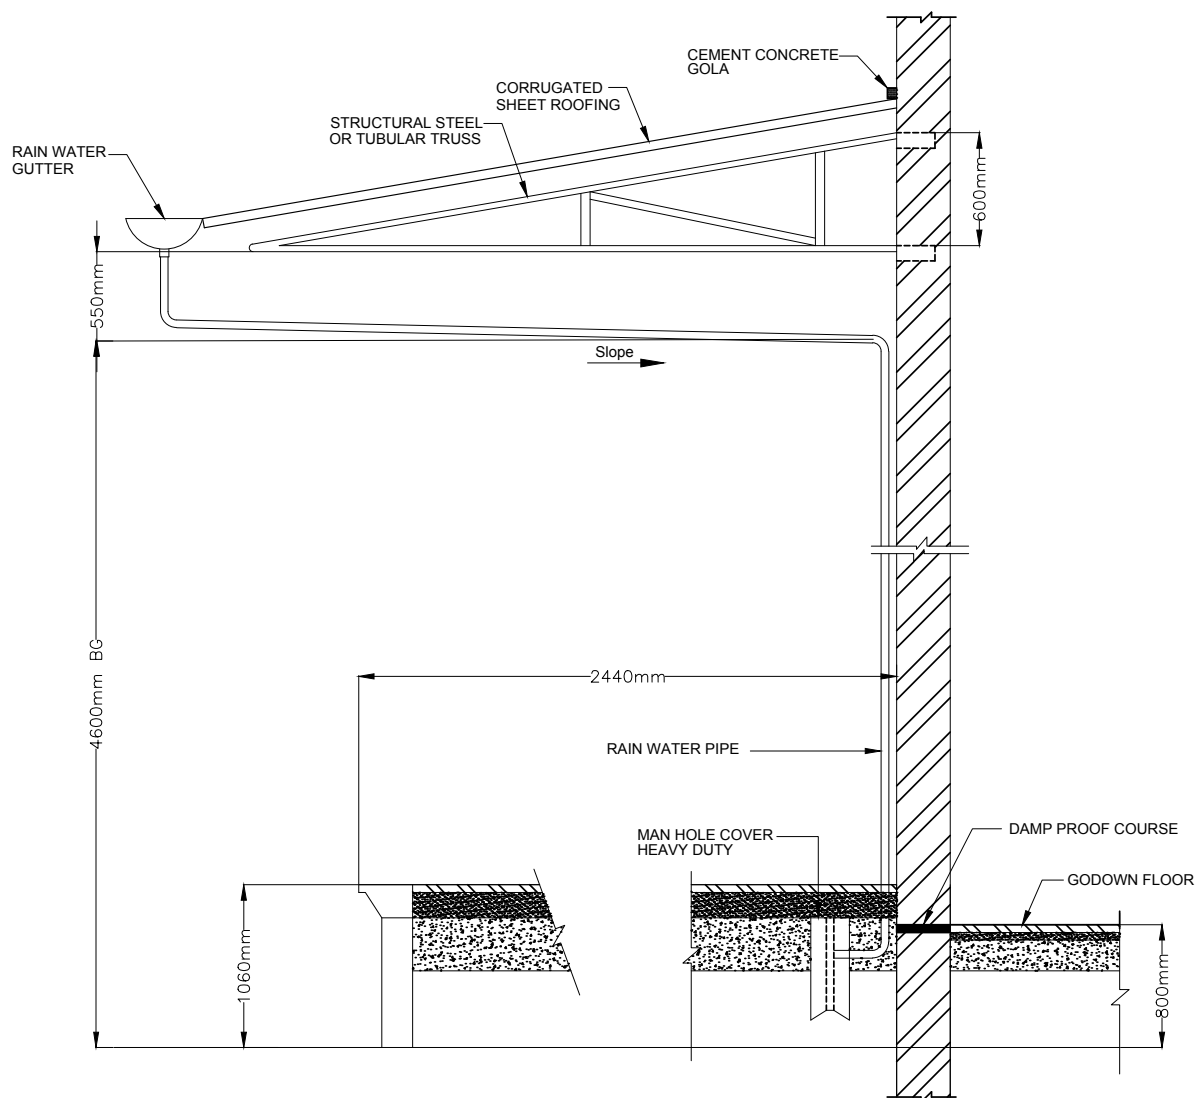 CEMENT CONCRETE
GOLA
CORRUGATED
SHEET ROOFING
STRUCTURAL STEEL
OR TUBULAR TRUSS
RAIN WATER
GUTTER
600mm
550mm
Slope
4600mm BG
2440mm
RAIN WATER PIPE
MAN HOLE COVER
HEAVY DUTY
DAMP PROOF COURSE
GODOWN FLOOR
1060mm
800mm